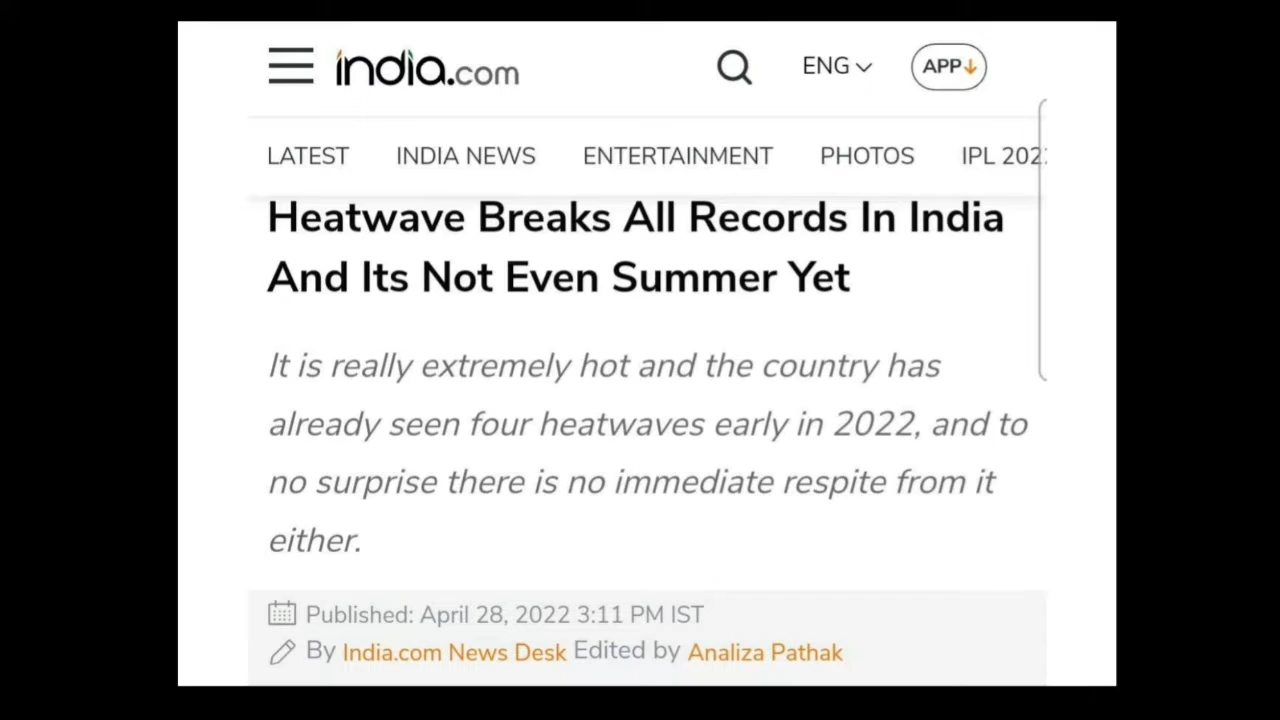 india.com ENG APP
LATEST INDIA NEWS ENTERTAINMENT PHOTOS IPL 202
Heatwave Breaks All Records In India
And Its Not Even Summer Yet
It is really extremely hot and the country has
already seen four heatwaves early in 2022, and to
no surprise there is no immediate respite from it
either.
Published: April 28, 2022 3:11 PM IST
By India.com News Desk Edited by Analiza Pathak